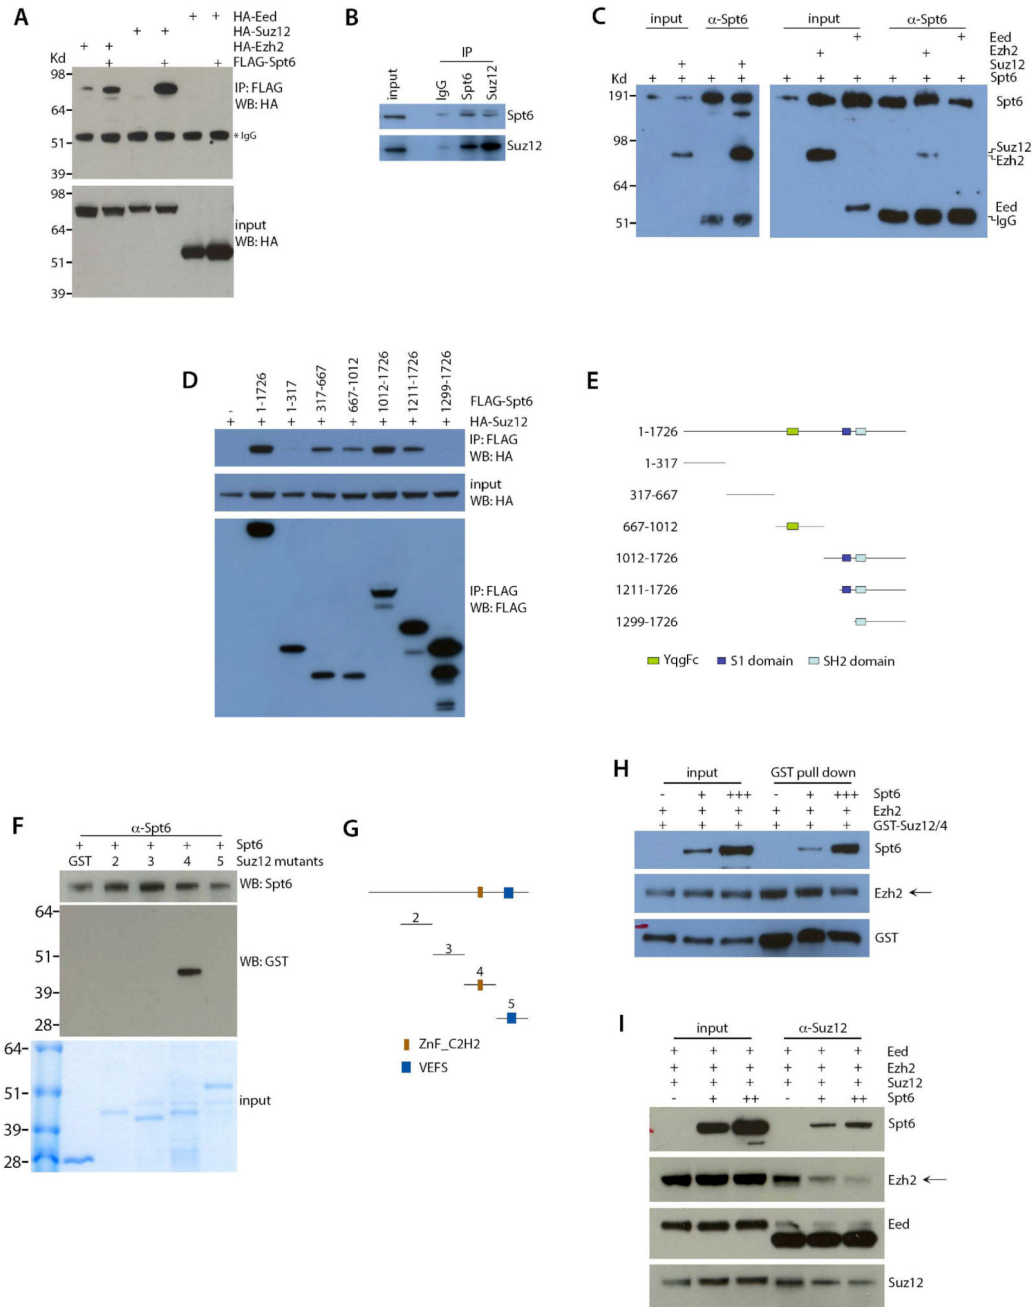 A
+ + HA-Eed
+ + HA-Suz12
+ + HA-Ezh2
+ + + FLAG-Spt6
Kd
98
64
51
39
IP: FLAG
WB: HA
* IgG
98
64
51
39
input
WB: HA
B
IP
input
IgG
Spt6
Suz12
Spt6
Suz12
C
input α-Spt6 input α-Spt6
+ + Eed
+ + Ezh2
+ + Suz12
Kd + + + + + + + + + + Spt6
191
98
64
51
Spt6
Suz12
Ezh2
Eed
IgG
D
-
1-1726
1-317
317-667
667-1012
1012-1726
1211-1726
1299-1726
FLAG-Spt6
+ + + + + + + + HA-Suz12
IP: FLAG
WB: HA
input
WB: HA
IP: FLAG
WB: FLAG
E
1-1726
1-317
317-667
667-1012
1012-1726
1211-1726
1299-1726
YqgFc S1 domain SH2 domain
F
α-Spt6
+ + + + + Spt6
GST 2 3 4 5 Suz12 mutants
WB: Spt6
64
51
39
28
WB: GST
64
51
39
28
input
G
2
3
4
5
ZnF_C2H2
VEFS
H
input GST pull down
- + +++ - + +++ Spt6
+ + + + + + Ezh2
+ + + + + + GST-Suz12/4
Spt6
Ezh2 ←
GST
I
input α-Suz12
+ + + + + + Eed
+ + + + + + Ezh2
+ + + + + + Suz12
- + ++ - + ++ Spt6
Spt6
Ezh2 ←
Eed
Suz12